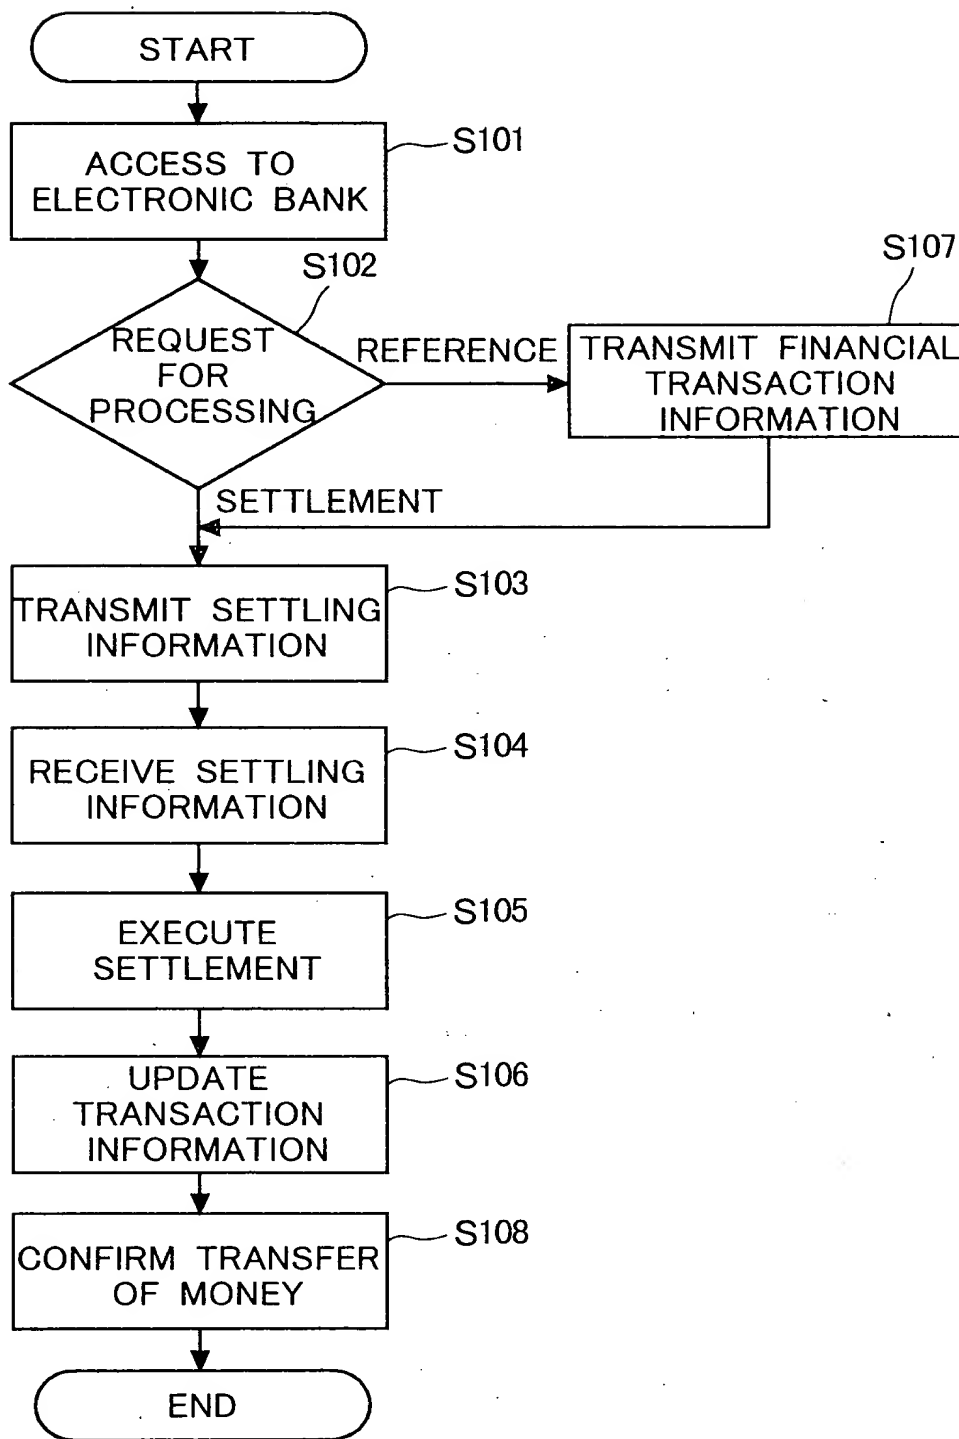 START
ACCESS TO
ELECTRONIC BANK
S101
S102
REQUEST
FOR
PROCESSING
REFERENCE
S107
TRANSMIT FINANCIAL
TRANSACTION
INFORMATION
SETTLEMENT
TRANSMIT SETTLING
INFORMATION
S103
RECEIVE SETTLING
INFORMATION
S104
EXECUTE
SETTLEMENT
S105
UPDATE
TRANSACTION
INFORMATION
S106
CONFIRM TRANSFER
OF MONEY
S108
END